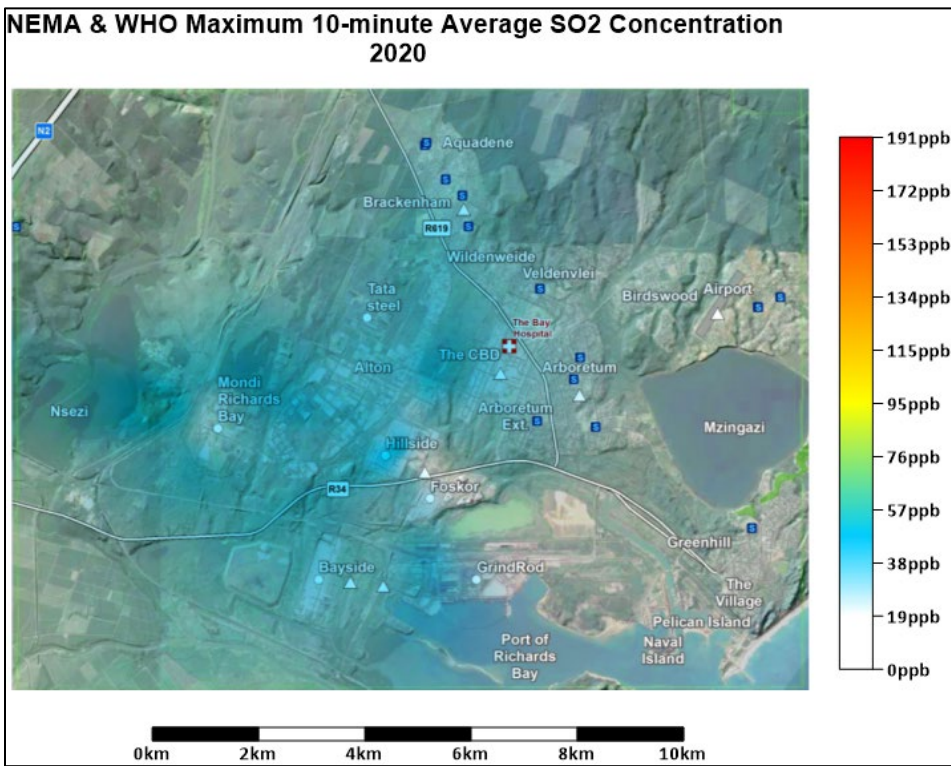 NEMA & WHO Maximum 10-minute Average SO2 Concentration
2020
N2
S
Aquadene
S
S
Brackenham
S
S
R619
Wildenweide
Veldenvlei
S
Tata
steel
Birdswood
Airport
S
S
The Bay
Hospital
The CBD
S
Arboretum
S
Alton
Mondi
Richards
Bay
Nsezi
Arboretum
Ext.
S
S
Mzingazi
Hillside
R34
Foskor
S
Greenhill
Bayside
GrindRod
The
Village
Pelican Island
Naval
Island
Port of
Richards
Bay
191ppb
172ppb
153ppb
134ppb
115ppb
95ppb
76ppb
57ppb
38ppb
19ppb
0ppb
0km 2km 4km 6km 8km 10km